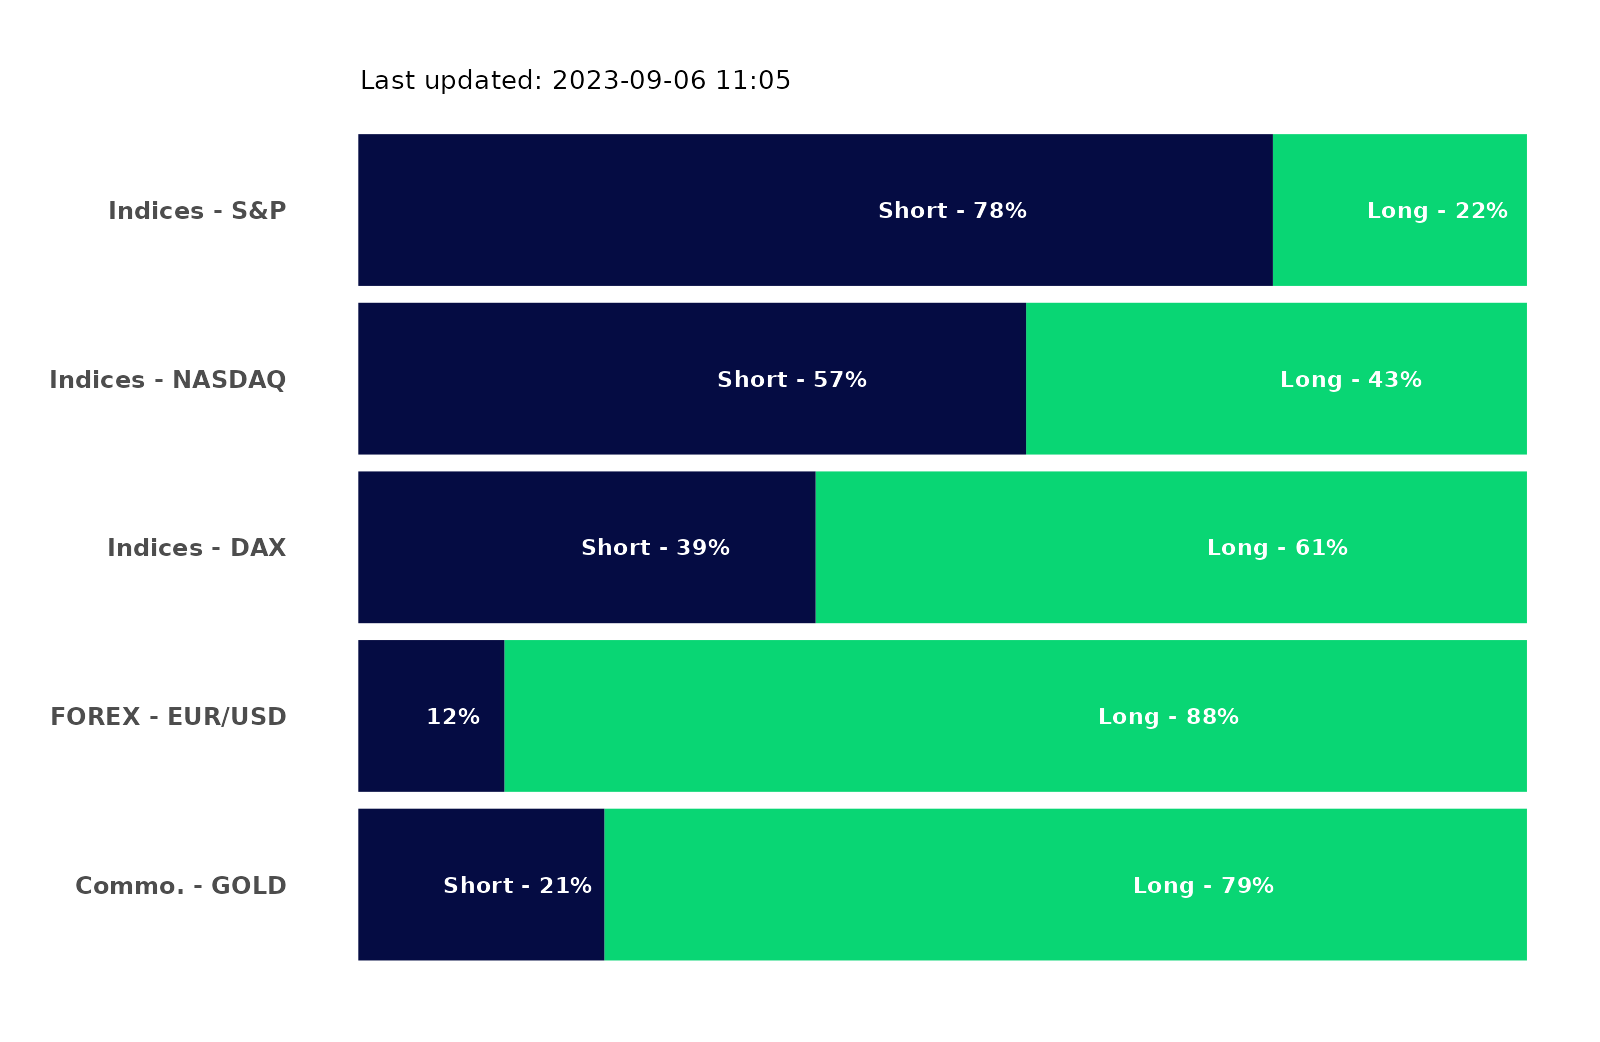 Last updated: 2023-09-06 11:05
Indices - S&P
Short - 78%
Long - 22%
Indices - NASDAQ
Short - 57%
Long - 43%
Indices - DAX
Short - 39%
Long - 61%
FOREX - EUR/USD
12%
Long - 88%
Commo. - GOLD
Short - 21%
Long - 79%